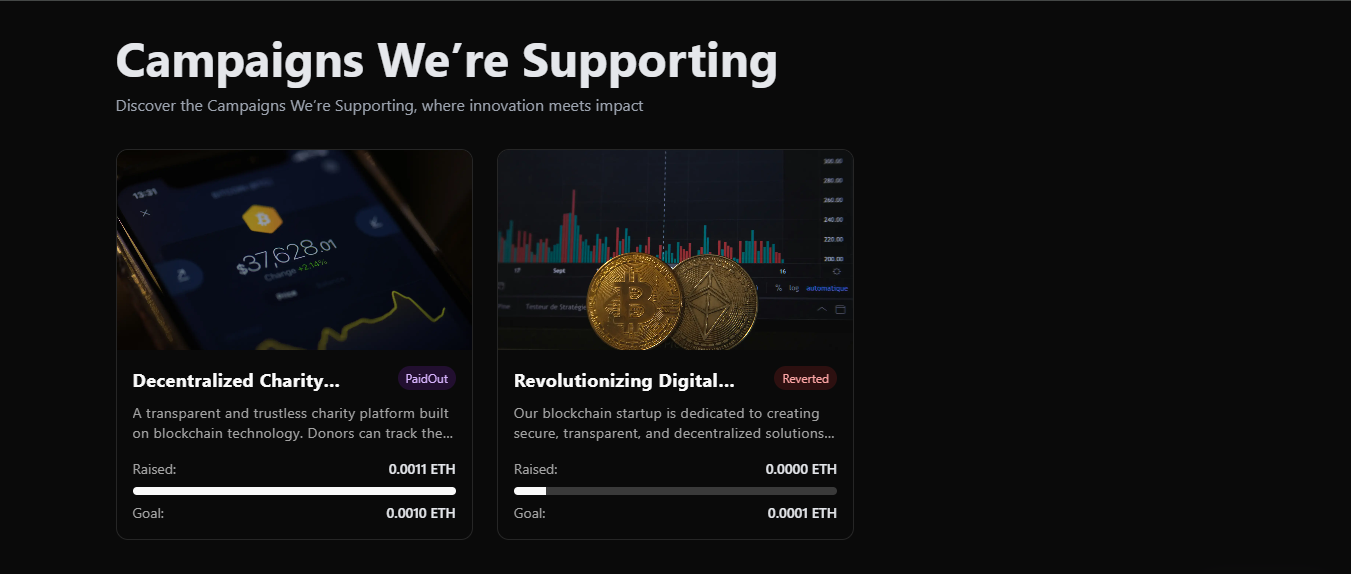 Campaigns We’re Supporting
Discover the Campaigns We’re Supporting, where innovation meets impact
13:31
$37,628.01
Change +2.14%
300.00
280.00
260.00
240.00
220.00
200.00
Sept
16
% log automatique
Testeur de Stratégie
Decentralized Charity...
PaidOut
A transparent and trustless charity platform built
on blockchain technology. Donors can track the...
Raised:
0.0011 ETH
Goal:
0.0010 ETH
Revolutionizing Digital...
Reverted
Our blockchain startup is dedicated to creating
secure, transparent, and decentralized solutions...
Raised:
0.0000 ETH
Goal:
0.0001 ETH